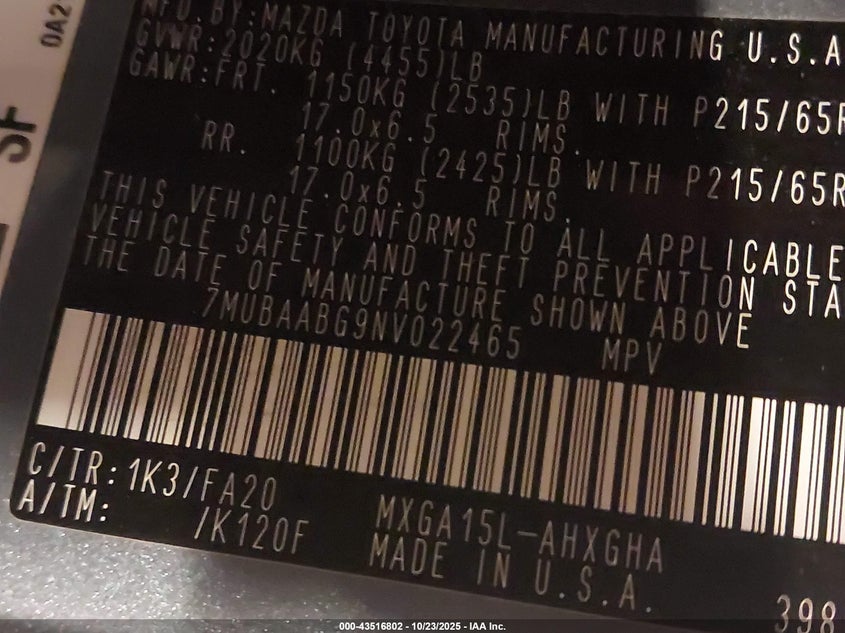 MFD.BY:MAZDA TOYOTA MANUFACTURING U.S.A
GVWR:2020KG (4455)LB
GAWR:FRT. 1150KG (2535)LB WITH P215/65R
17.0x6.5 RIMS.
RR. 1100KG (2425)LB WITH P215/65R
17.0x6.5 RIMS.
THIS VEHICLE CONFORMS TO ALL APPLICABLE
VEHICLE SAFETY AND THEFT PREVENTION STA
THE DATE OF MANUFACTURE SHOWN ABOVE
7MUBAABG9NV022465 MPV
C/TR:1K3/FA20
A/TM: /K120F
MXGA15L-AHXGHA
MADE IN U.S.A.
398
0A2
SF
000-43516802 - 10/23/2025 - IAA Inc.